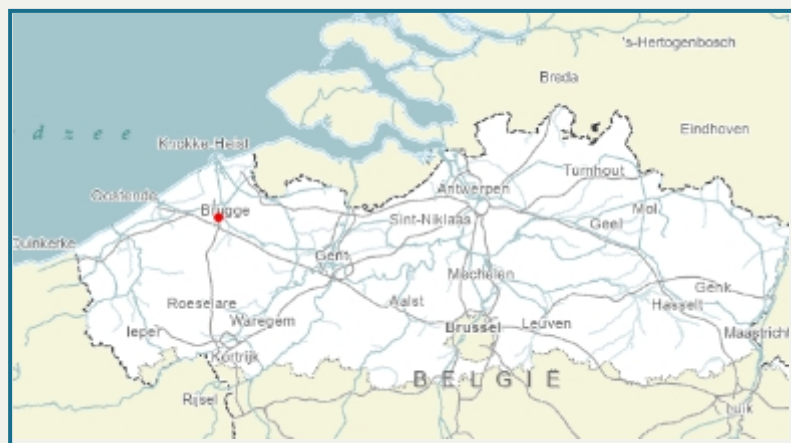 's-Hertogenbosch
Breda
d z e e
Eindhoven
Knokke-Heist
Turnhout
Oostende
Antwerpen
Brugge
Mol
Sint-Niklaas
Geel
Duinkerke
Gent
Mechelen
Genk
Roeselare
Aalst
Hasselt
Waregem
Ieper
Brussel
Leuven
Maastricht
Kortrijk
BELGIË
Rijsel
Luik